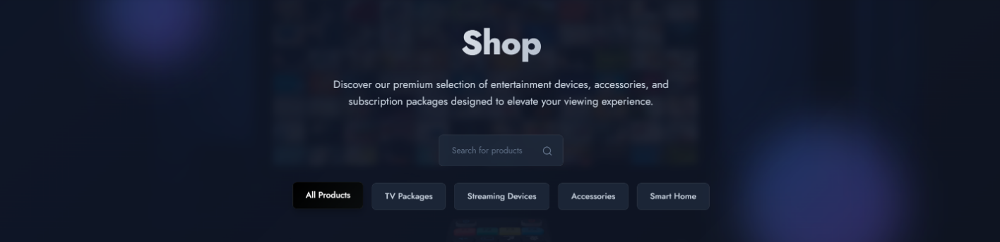 Shop
Discover our premium selection of entertainment devices, accessories, and
subscription packages designed to elevate your viewing experience.
Search for products
All Products
TV Packages
Streaming Devices
Accessories
Smart Home